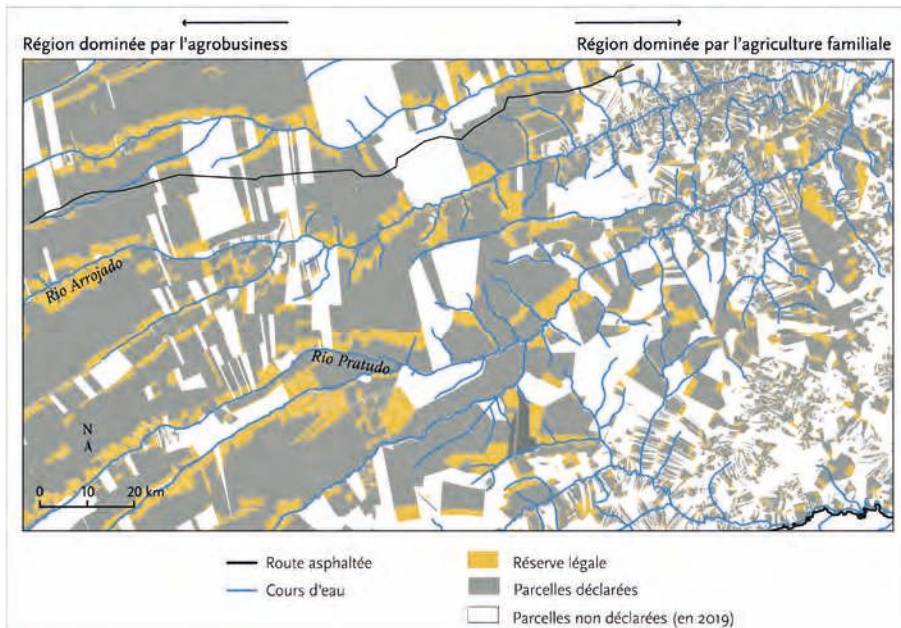 Région dominée par l'agrobusiness
Région dominée par l'agriculture familiale
Rio Arrojado
Rio Pratudo
N
A
0 10 20 km
Route asphaltée
Cours d'eau
Réserve légale
Parcelles déclarées
Parcelles non déclarées (en 2019)